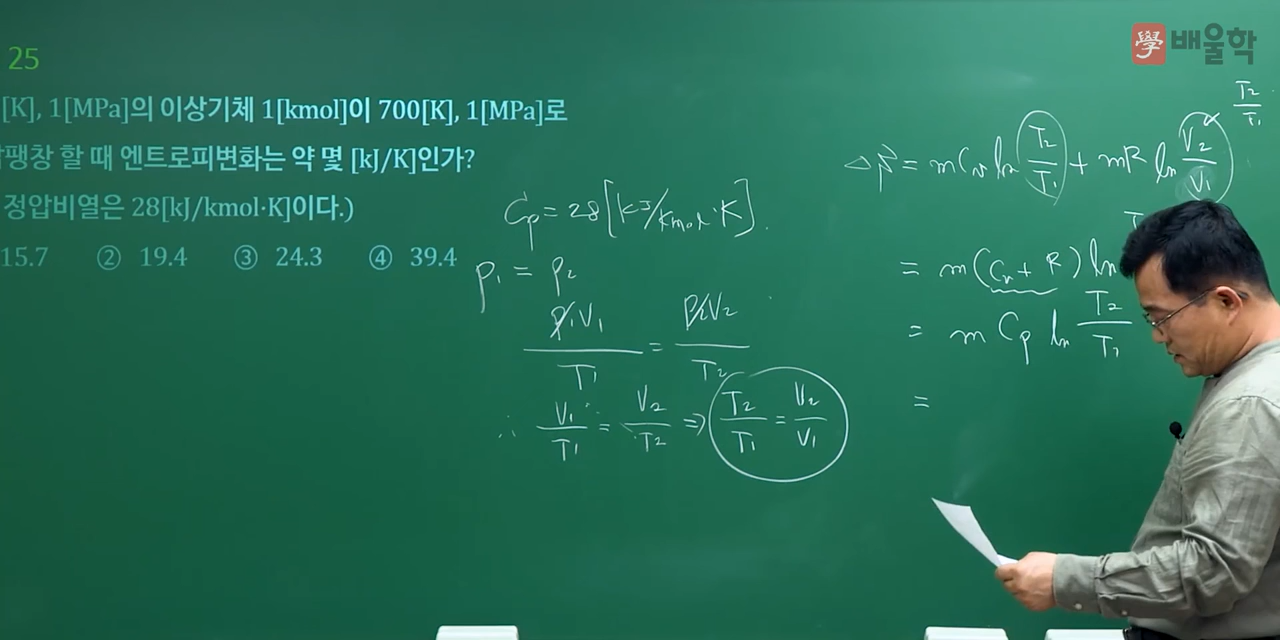 배울학
25
[K], 1[MPa]의 이상기체 1[kmol]이 700[K], 1[MPa]로
팽창 할 때 엔트로피변화는 약 몇 [kJ/K]인가?
정압비열은 28[kJ/kmol·K]이다.)
15.7 ② 19.4 ③ 24.3 ④ 39.4
Cp = 28[kJ/kmol·K].
P₁ = P₂
P₁V₁/T₁ = P₂V₂/T₂
∴ V₁/T₁ = V₂/T₂ ⇒ T₂/T₁ = V₂/V₁
T₂/T₁
= mCv ln T₂/T₁ + mR ln V₂/V₁
= m(Cv + R) ln
= m Cp ln T₂/T₁
=